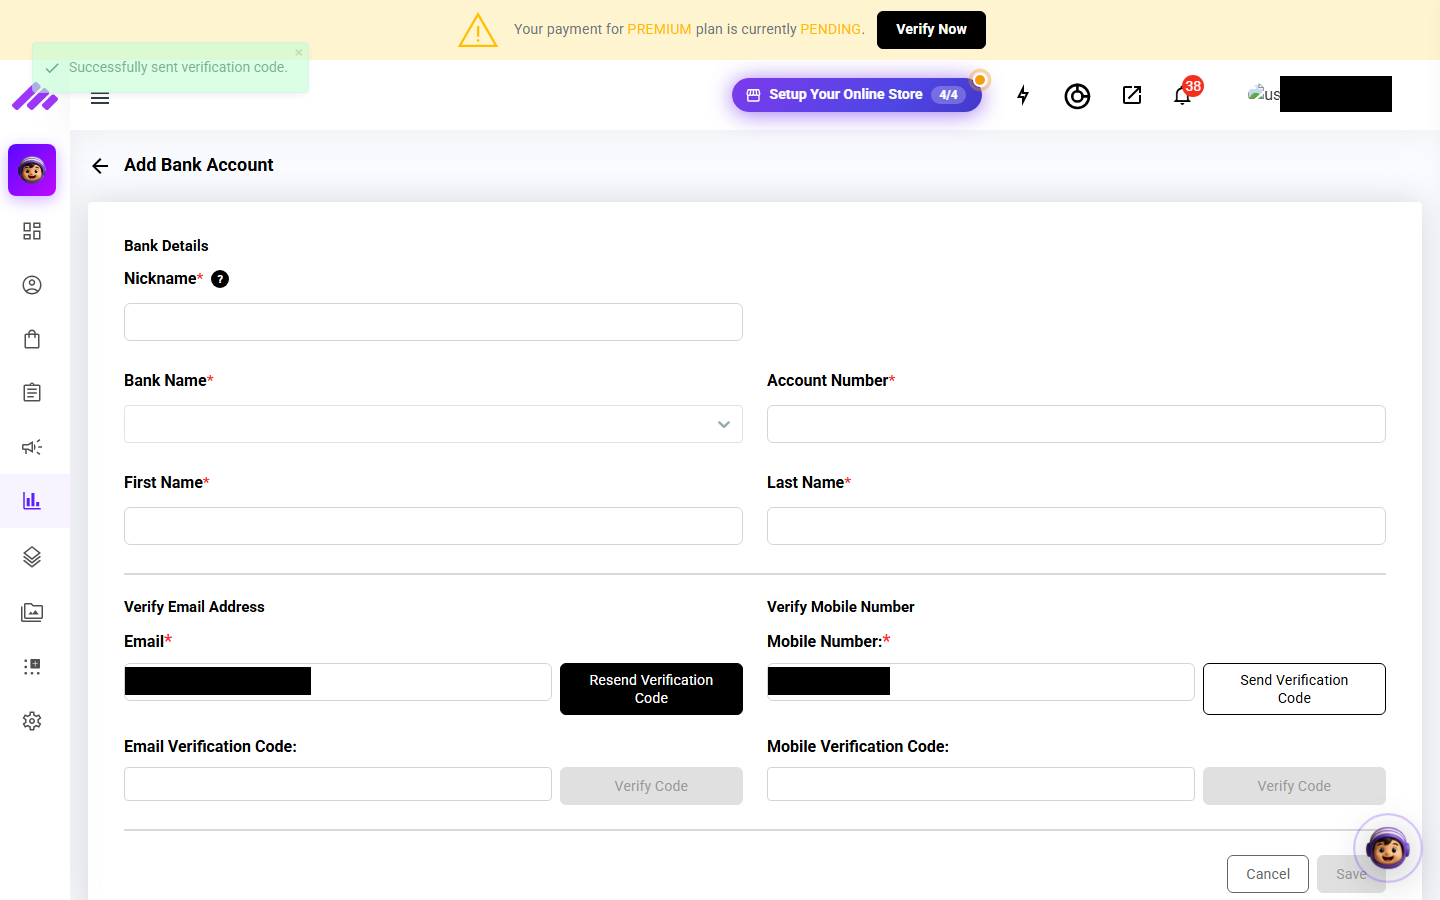 Your payment for PREMIUM plan is currently PENDING.
Verify Now
Successfully sent verification code.
×
Setup Your Online Store 4/4
38
us
Add Bank Account
Bank Details
Nickname* ?
Bank Name*
Account Number*
First Name*
Last Name*
Verify Email Address
Verify Mobile Number
Email*
Mobile Number:*
Resend Verification
Code
Send Verification
Code
Email Verification Code:
Mobile Verification Code:
Verify Code
Verify Code
Cancel
Save